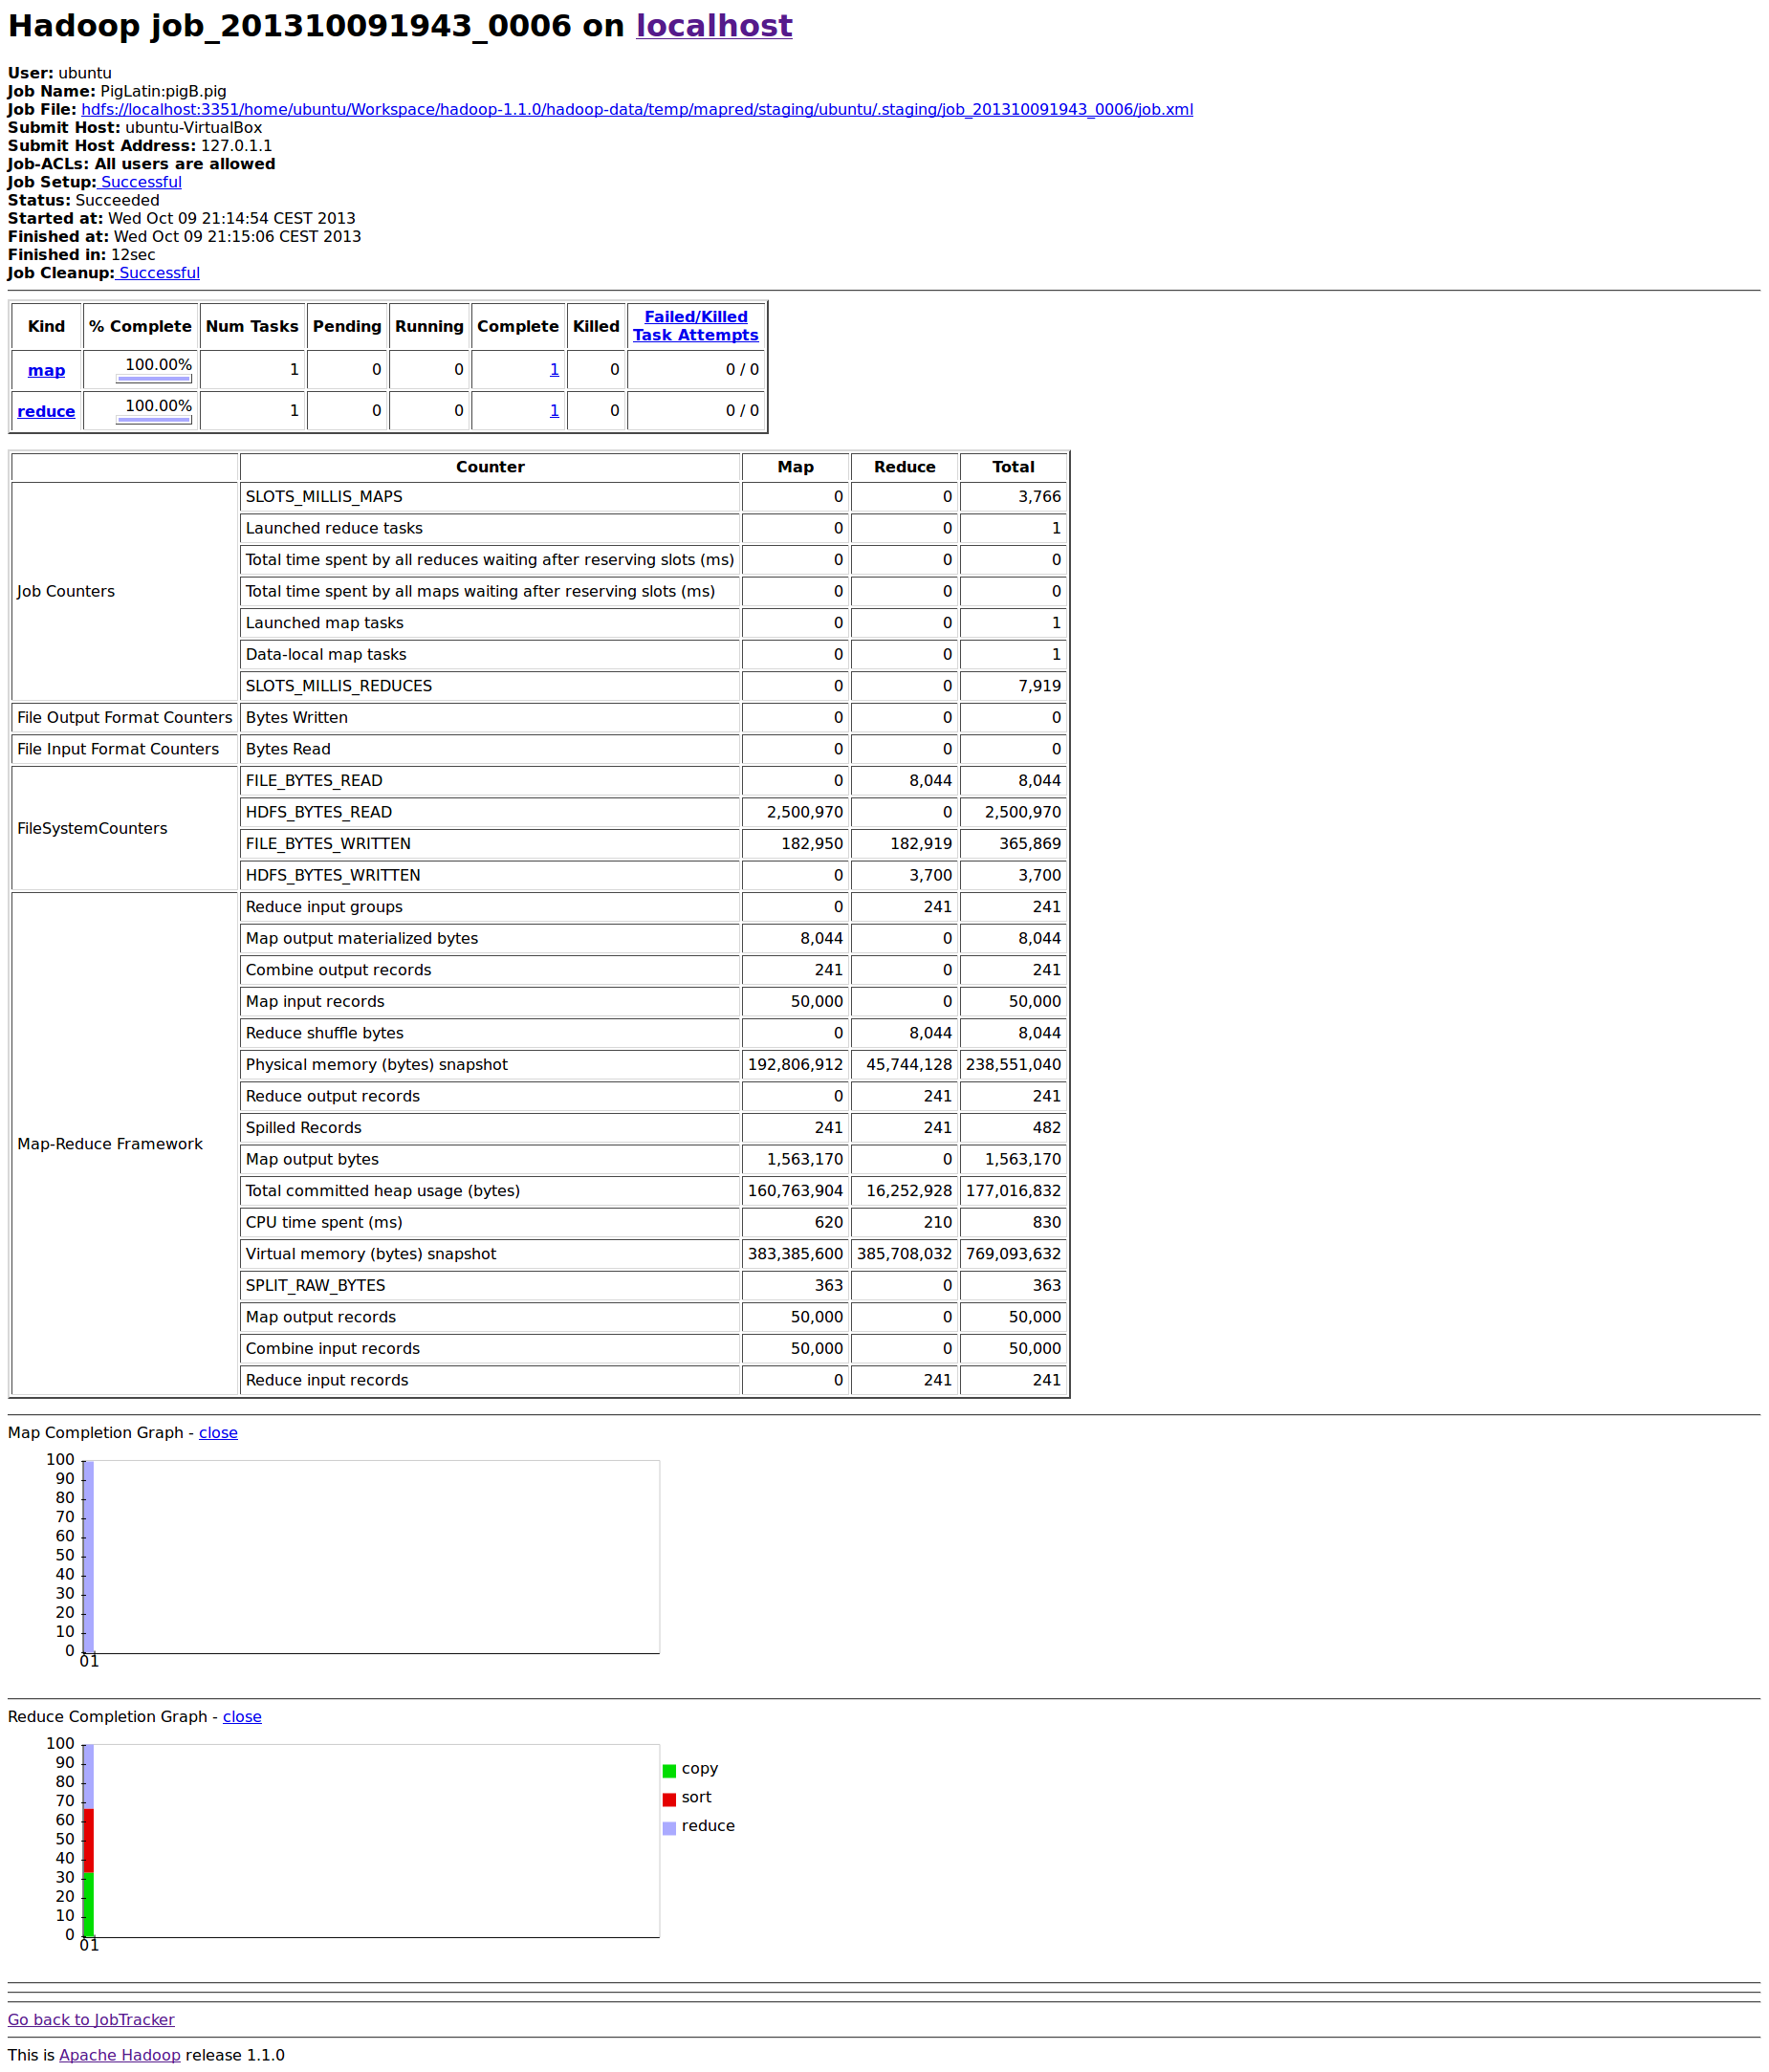 Hadoop job_201310091943_0006 on localhost
User: ubuntu
Job Name: PigLatin:pigB.pig
Job File: hdfs://localhost:3351/home/ubuntu/Workspace/hadoop-1.1.0/hadoop-data/temp/mapred/staging/ubuntu/.staging/job_201310091943_0006/job.xml
Submit Host: ubuntu-VirtualBox
Submit Host Address: 127.0.1.1
Job-ACLs: All users are allowed
Job Setup: Successful
Status: Succeeded
Started at: Wed Oct 09 21:14:54 CEST 2013
Finished at: Wed Oct 09 21:15:06 CEST 2013
Finished in: 12sec
Job Cleanup: Successful
Kind % Complete Num Tasks Pending Running Complete Killed Failed/Killed
Task Attempts
map 100.00% 1 0 0 1 0 0 / 0
reduce 100.00% 1 0 0 1 0 0 / 0
Counter Map Reduce Total
Job Counters
SLOTS_MILLIS_MAPS 0 0 3,766
Launched reduce tasks 0 0 1
Total time spent by all reduces waiting after reserving slots (ms) 0 0 0
Total time spent by all maps waiting after reserving slots (ms) 0 0 0
Launched map tasks 0 0 1
Data-local map tasks 0 0 1
SLOTS_MILLIS_REDUCES 0 0 7,919
File Output Format Counters Bytes Written 0 0 0
File Input Format Counters Bytes Read 0 0 0
FileSystemCounters
FILE_BYTES_READ 0 8,044 8,044
HDFS_BYTES_READ 2,500,970 0 2,500,970
FILE_BYTES_WRITTEN 182,950 182,919 365,869
HDFS_BYTES_WRITTEN 0 3,700 3,700
Map-Reduce Framework
Reduce input groups 0 241 241
Map output materialized bytes 8,044 0 8,044
Combine output records 241 0 241
Map input records 50,000 0 50,000
Reduce shuffle bytes 0 8,044 8,044
Physical memory (bytes) snapshot 192,806,912 45,744,128 238,551,040
Reduce output records 0 241 241
Spilled Records 241 241 482
Map output bytes 1,563,170 0 1,563,170
Total committed heap usage (bytes) 160,763,904 16,252,928 177,016,832
CPU time spent (ms) 620 210 830
Virtual memory (bytes) snapshot 383,385,600 385,708,032 769,093,632
SPLIT_RAW_BYTES 363 0 363
Map output records 50,000 0 50,000
Combine input records 50,000 0 50,000
Reduce input records 0 241 241
Map Completion Graph - close
100
90
80
70
60
50
40
30
20
10
0
0 1
Reduce Completion Graph - close
100
90
80
70
60
50
40
30
20
10
0
0 1
copy
sort
reduce
Go back to JobTracker
This is Apache Hadoop release 1.1.0